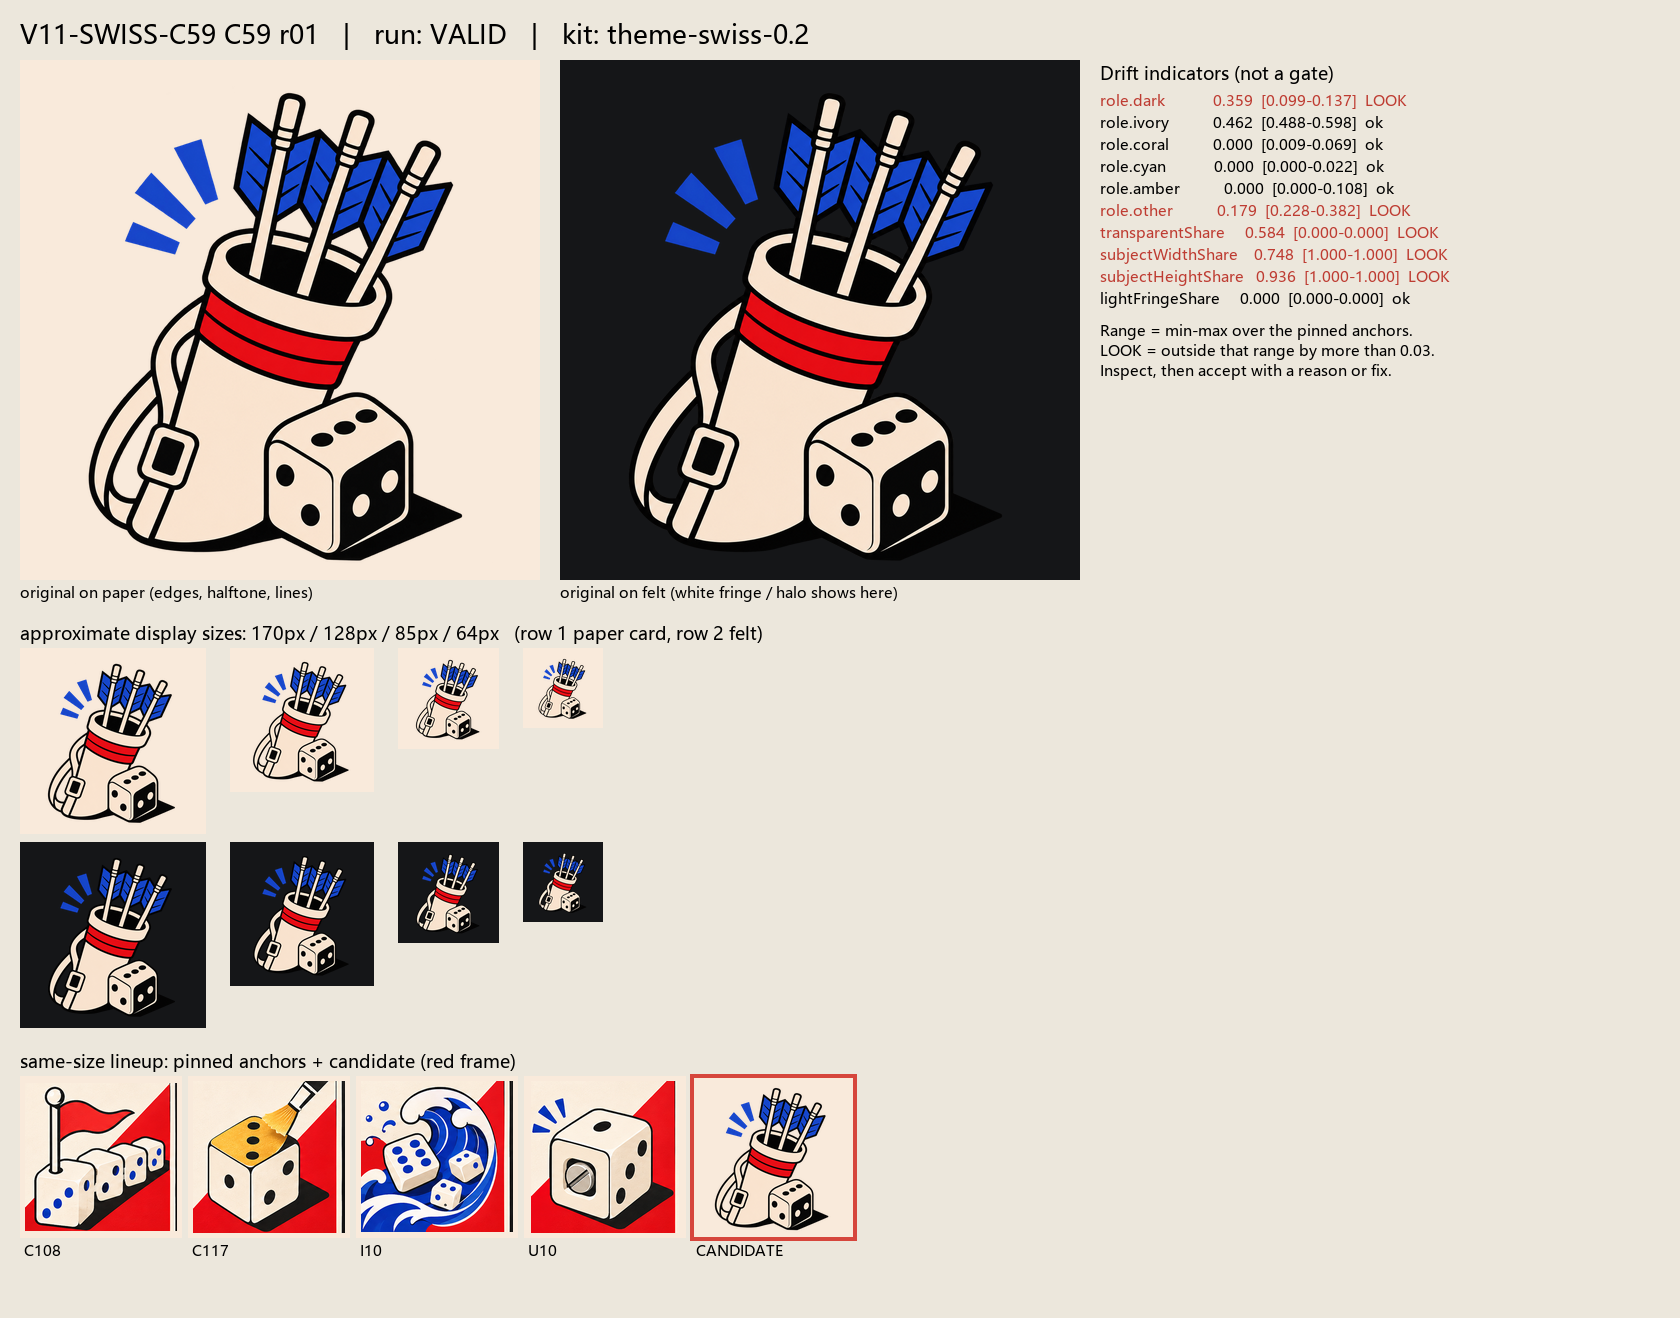 V11-SWISS-C59 C59 r01 | run: VALID | kit: theme-swiss-0.2
Drift indicators (not a gate)
role.dark 0.359 [0.099-0.137] LOOK
role.ivory 0.462 [0.488-0.598] ok
role.coral 0.000 [0.009-0.069] ok
role.cyan 0.000 [0.000-0.022] ok
role.amber 0.000 [0.000-0.108] ok
role.other 0.179 [0.228-0.382] LOOK
transparentShare 0.584 [0.000-0.000] LOOK
subjectWidthShare 0.748 [1.000-1.000] LOOK
subjectHeightShare 0.936 [1.000-1.000] LOOK
lightFringeShare 0.000 [0.000-0.000] ok
Range = min-max over the pinned anchors.
LOOK = outside that range by more than 0.03.
Inspect, then accept with a reason or fix.
original on paper (edges, halftone, lines)
original on felt (white fringe / halo shows here)
approximate display sizes: 170px / 128px / 85px / 64px (row 1 paper card, row 2 felt)
same-size lineup: pinned anchors + candidate (red frame)
C108
C117
I10
U10
CANDIDATE